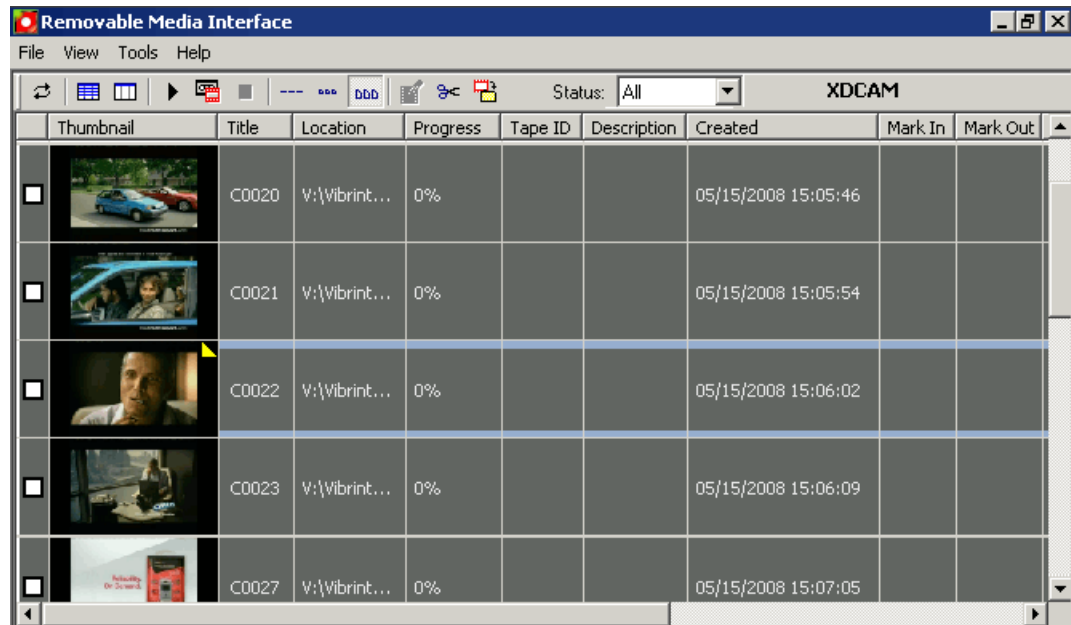 Removable Media Interface
File View Tools Help
Status: All XDCAM
Thumbnail Title Location Progress Tape ID Description Created Mark In Mark Out
C0020 V:\Vibrint... 0% 05/15/2008 15:05:46
C0021 V:\Vibrint... 0% 05/15/2008 15:05:54
C0022 V:\Vibrint... 0% 05/15/2008 15:06:02
C0023 V:\Vibrint... 0% 05/15/2008 15:06:09
Reliability.
On Demand.
C0027 V:\Vibrint... 0% 05/15/2008 15:07:05